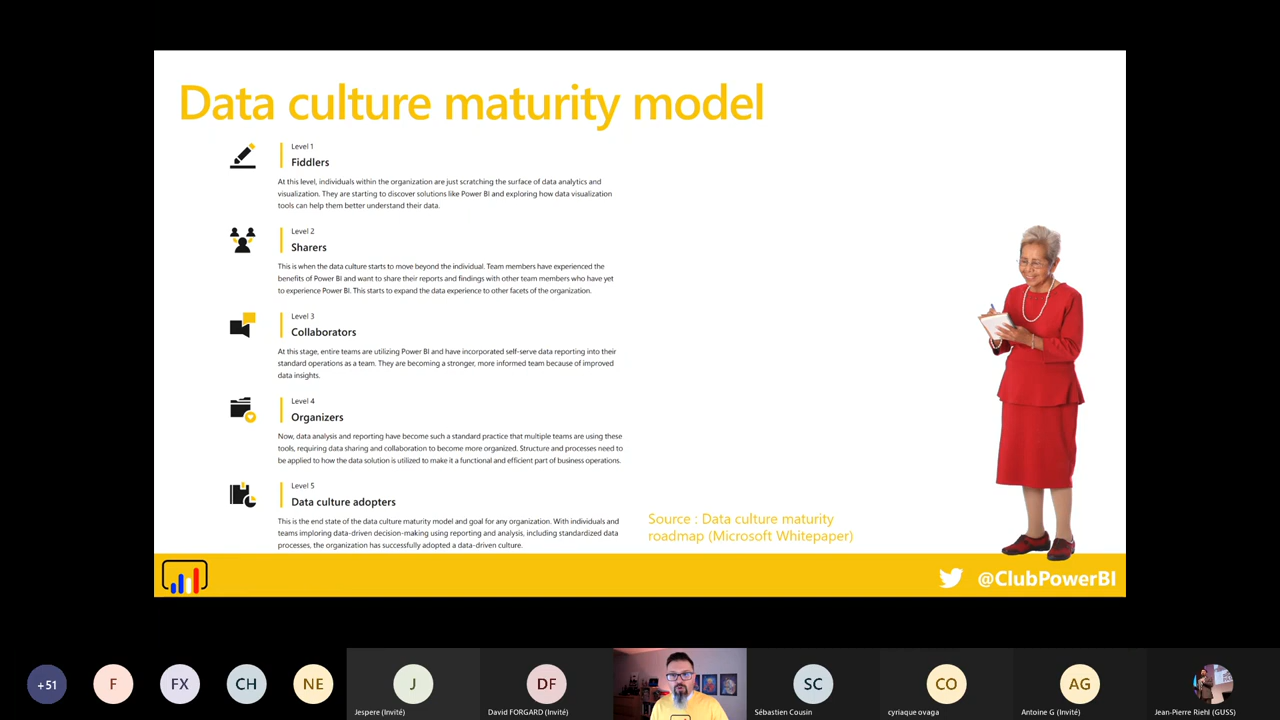 Data culture maturity model
Level 1
Fiddlers
At this level, individuals within the organization are just scratching the surface of data analytics and
visualization. They are starting to discover solutions like Power BI and exploring how data visualization
tools can help them better understand their data.
Level 2
Sharers
This is when the data culture starts to move beyond the individual. Team members have experienced the
benefits of Power BI and want to share their reports and findings with other team members who have yet
to experience Power BI. This starts to expand the data experience to other facets of the organization.
Level 3
Collaborators
At this stage, entire teams are utilizing Power BI and have incorporated self-serve data reporting into their
standard operations as a team. They are becoming a stronger, more informed team because of improved
data insights.
Level 4
Organizers
Now, data analysis and reporting have become such a standard practice that multiple teams are using these
tools, requiring data sharing and collaboration to become more organized. Structure and processes need to
be applied to how the data solution is utilized to make it a functional and efficient part of business operations.
Level 5
Data culture adopters
This is the end state of the data culture maturity model and goal for any organization. With individuals and
teams imploring data-driven decision-making using reporting and analysis, including standardized data
processes, the organization has successfully adopted a data-driven culture.
Source : Data culture maturity
roadmap (Microsoft Whitepaper)
@ClubPowerBI
+51
F
FX
CH
NE
J
DF
SC
CO
AG
Jespere (Invité)
David FORGARD (Invité)
Sébastien Cousin
cyriaque ovaga
Antoine G (Invité)
Jean-Pierre Riehl (GUSS)